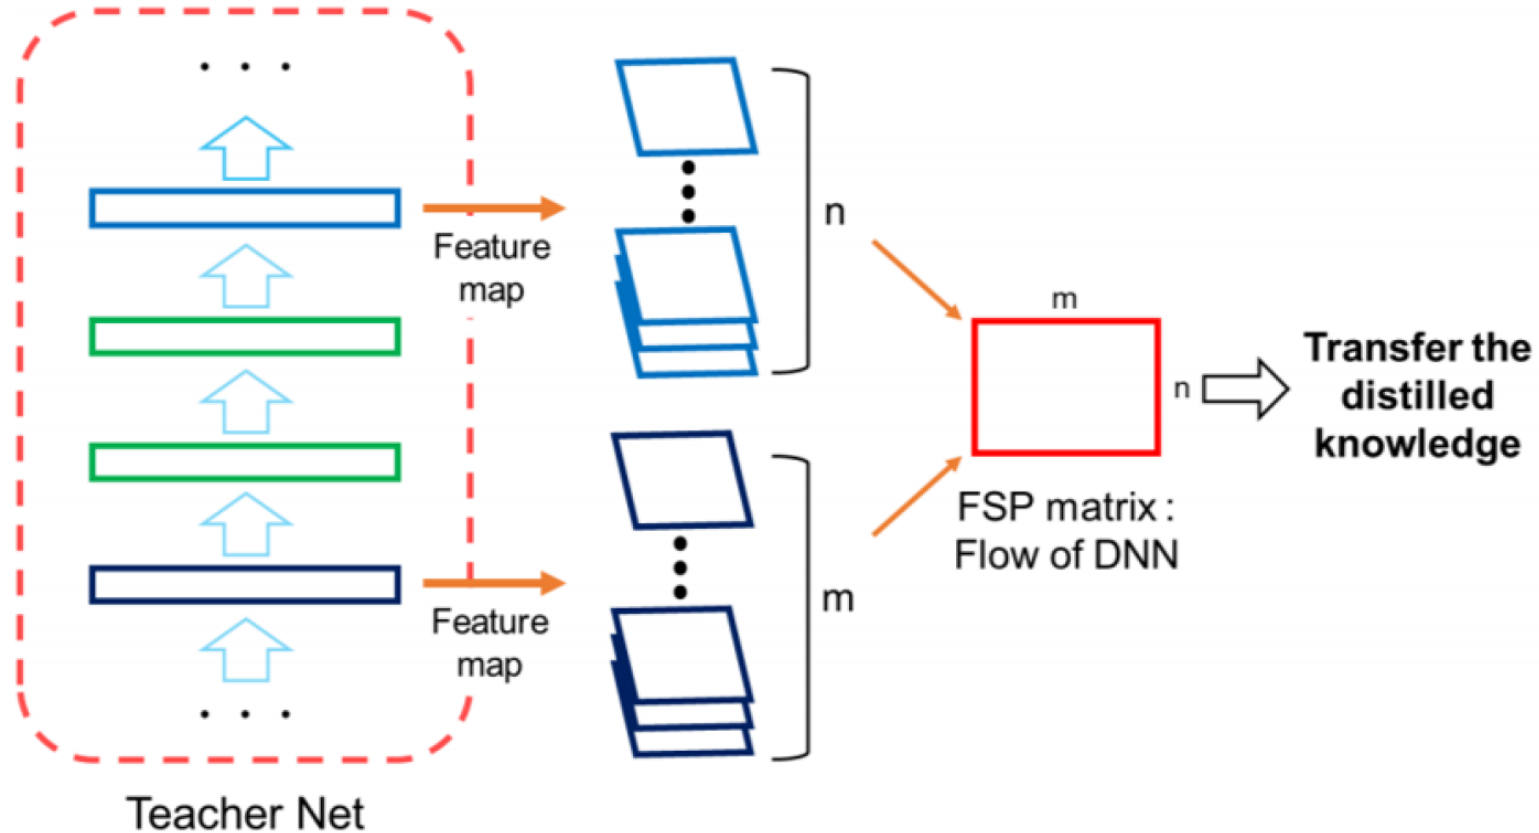 . . .
Feature
map
n
m
n
Transfer the
distilled
knowledge
FSP matrix :
Flow of DNN
Feature
map
m
. . .
Teacher Net